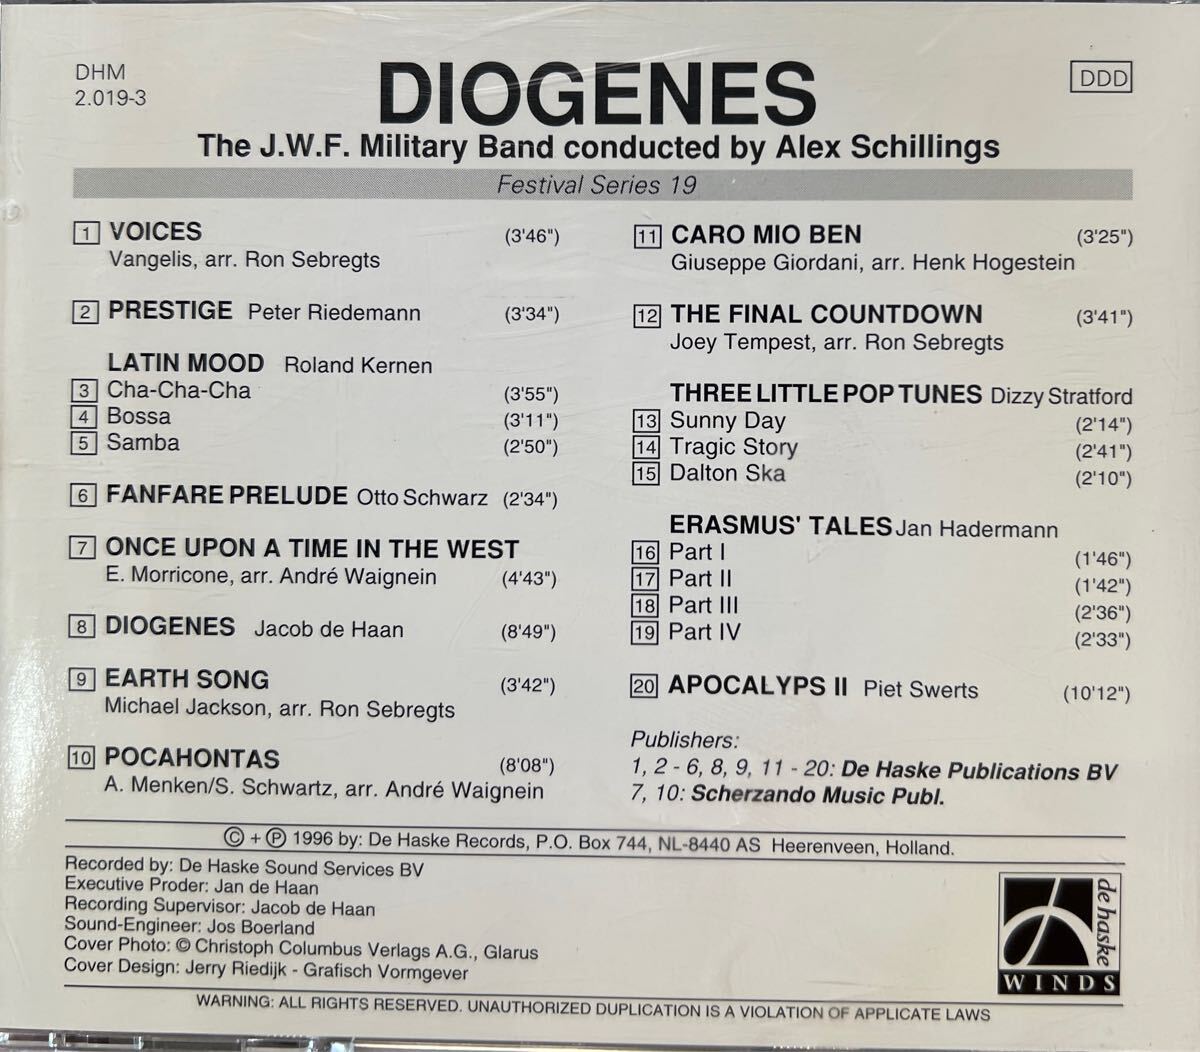 DHM
2.019-3
DIOGENES
DDD
The J.W.F. Military Band conducted by Alex Schillings
Festival Series 19
1 VOICES (3'46")
Vangelis, arr. Ron Sebregts
2 PRESTIGE Peter Riedemann (3'34")
LATIN MOOD Roland Kernen
3 Cha-Cha-Cha (3'55")
4 Bossa (3'11")
5 Samba (2'50")
6 FANFARE PRELUDE Otto Schwarz (2'34")
7 ONCE UPON A TIME IN THE WEST
E. Morricone, arr. André Waignein (4'43")
8 DIOGENES Jacob de Haan (8'49")
9 EARTH SONG (3'42")
Michael Jackson, arr. Ron Sebregts
10 POCAHONTAS (8'08")
A. Menken/S. Schwartz, arr. André Waignein
11 CARO MIO BEN (3'25")
Giuseppe Giordani, arr. Henk Hogestein
12 THE FINAL COUNTDOWN (3'41")
Joey Tempest, arr. Ron Sebregts
THREE LITTLE POP TUNES Dizzy Stratford
13 Sunny Day (2'14")
14 Tragic Story (2'41")
15 Dalton Ska (2'10")
ERASMUS' TALES Jan Hadermann
16 Part I (1'46")
17 Part II (1'42")
18 Part III (2'36")
19 Part IV (2'33")
20 APOCALYPS II Piet Swerts (10'12")
Publishers:
1, 2 - 6, 8, 9, 11 - 20: De Haske Publications BV
7, 10: Scherzando Music Publ.
© + ℗ 1996 by: De Haske Records, P.O. Box 744, NL-8440 AS Heerenveen, Holland.
Recorded by: De Haske Sound Services BV
Executive Proder: Jan de Haan
Recording Supervisor: Jacob de Haan
Sound-Engineer: Jos Boerland
Cover Photo: © Christoph Columbus Verlags A.G., Glarus
Cover Design: Jerry Riedijk - Grafisch Vormgever
de haske
WINDS
WARNING: ALL RIGHTS RESERVED. UNAUTHORIZED DUPLICATION IS A VIOLATION OF APPLICATE LAWS